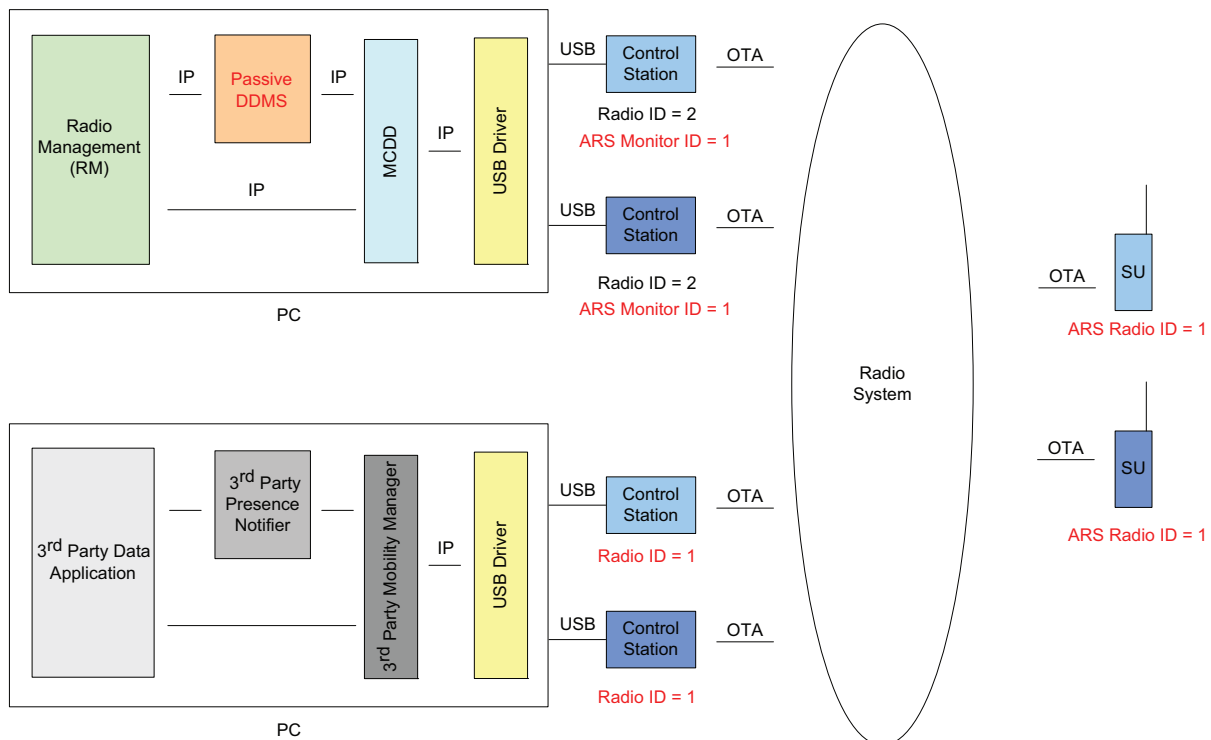 IP
Passive
DDMS
IP
Radio
Management
(RM)
IP
MCDD
IP
USB Driver
PC
USB
Control
Station
OTA
Radio ID = 2
ARS Monitor ID = 1
USB
Control
Station
OTA
Radio ID = 2
ARS Monitor ID = 1
Radio
System
OTA
SU
ARS Radio ID = 1
OTA
SU
ARS Radio ID = 1
3rd Party Data
Application
3rd Party
Presence
Notifier
3rd Party Mobility Manager
IP
USB Driver
PC
USB
Control
Station
OTA
Radio ID = 1
USB
Control
Station
OTA
Radio ID = 1